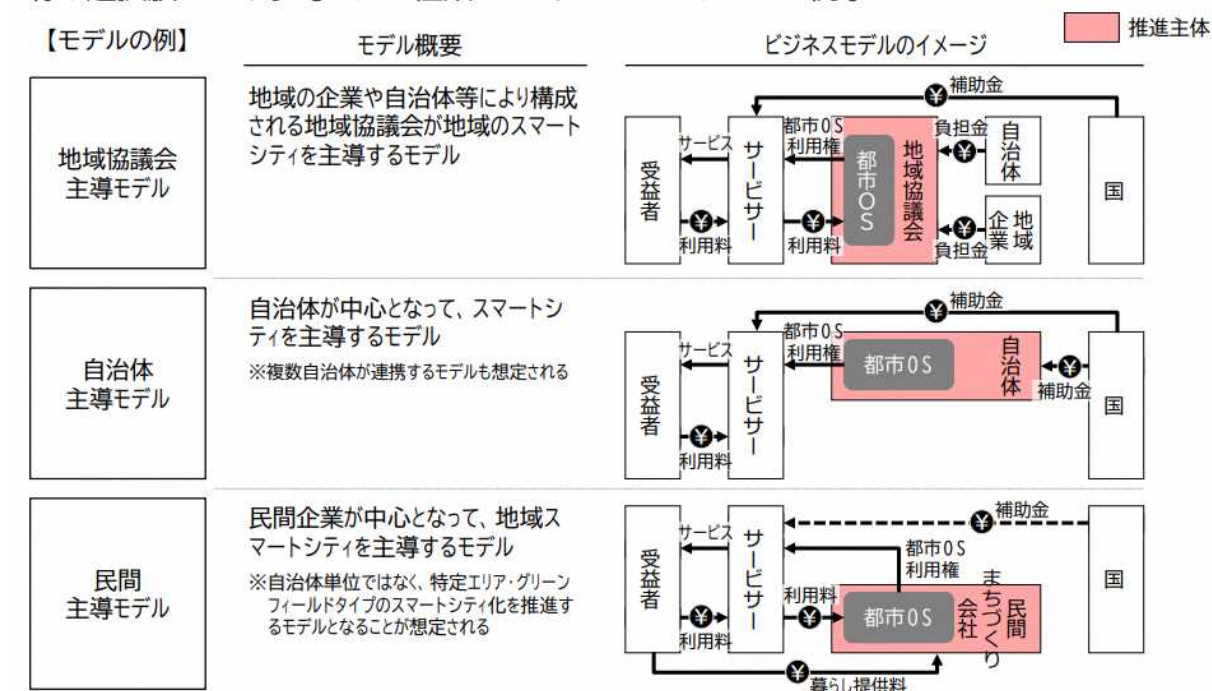 【モデルの例】
モデル概要
ビジネスモデルのイメージ
推進主体
地域協議会
主導モデル
地域の企業や自治体等により構成
される地域協議会が地域のスマート
シティを主導するモデル
補助金
受益者
サービス
利用料
サービサー
都市OS
利用権
利用料
都市OS
地域協議会
負担金
負担金
自治体
地域
企業
国
自治体
主導モデル
自治体が中心となって、スマートシ
ティを主導するモデル
※複数自治体が連携するモデルも想定される
補助金
受益者
サービス
利用料
サービサー
都市OS
利用権
都市OS
自治体
補助金
国
民間
主導モデル
民間企業が中心となって、地域ス
マートシティを主導するモデル
※自治体単位ではなく、特定エリア・グリーン
フィールドタイプのスマートシティ化を推進す
るモデルとなることが想定される
補助金
受益者
サービス
利用料
サービサー
都市OS
利用権
利用料
都市OS
民間
まちづくり
会社
国
暮らし提供料